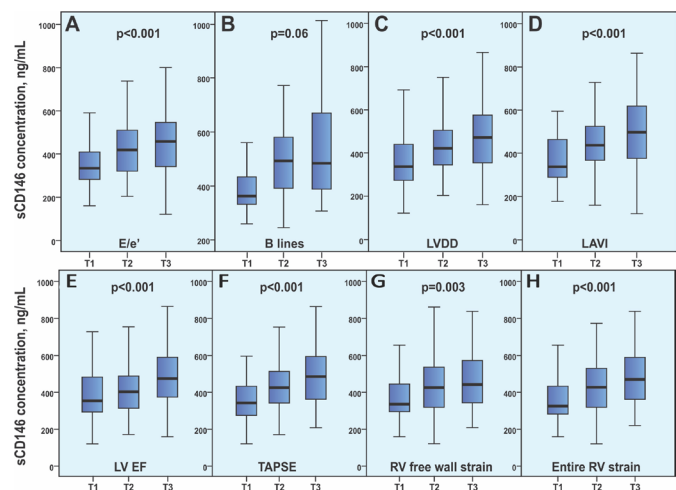 sCD146 concentration, ng/mL
A
p<0.001
1000
800
600
400
200
0
E/e'
T1 T2 T3
B
p=0.06
1000
800
600
400
200
B lines
T1 T2 T3
C
p<0.001
1000
800
600
400
200
0
LVDD
T1 T2 T3
D
p<0.001
1000
800
600
400
200
0
LAVI
T1 T2 T3
sCD146 concentration, ng/mL
E
p<0.001
1000
800
600
400
200
0
LV EF
T1 T2 T3
F
p<0.001
1000
800
600
400
200
0
TAPSE
T1 T2 T3
G
p=0.003
1000
800
600
400
200
0
RV free wall strain
T1 T2 T3
H
p<0.001
1000
800
600
400
200
0
Entire RV strain
T1 T2 T3